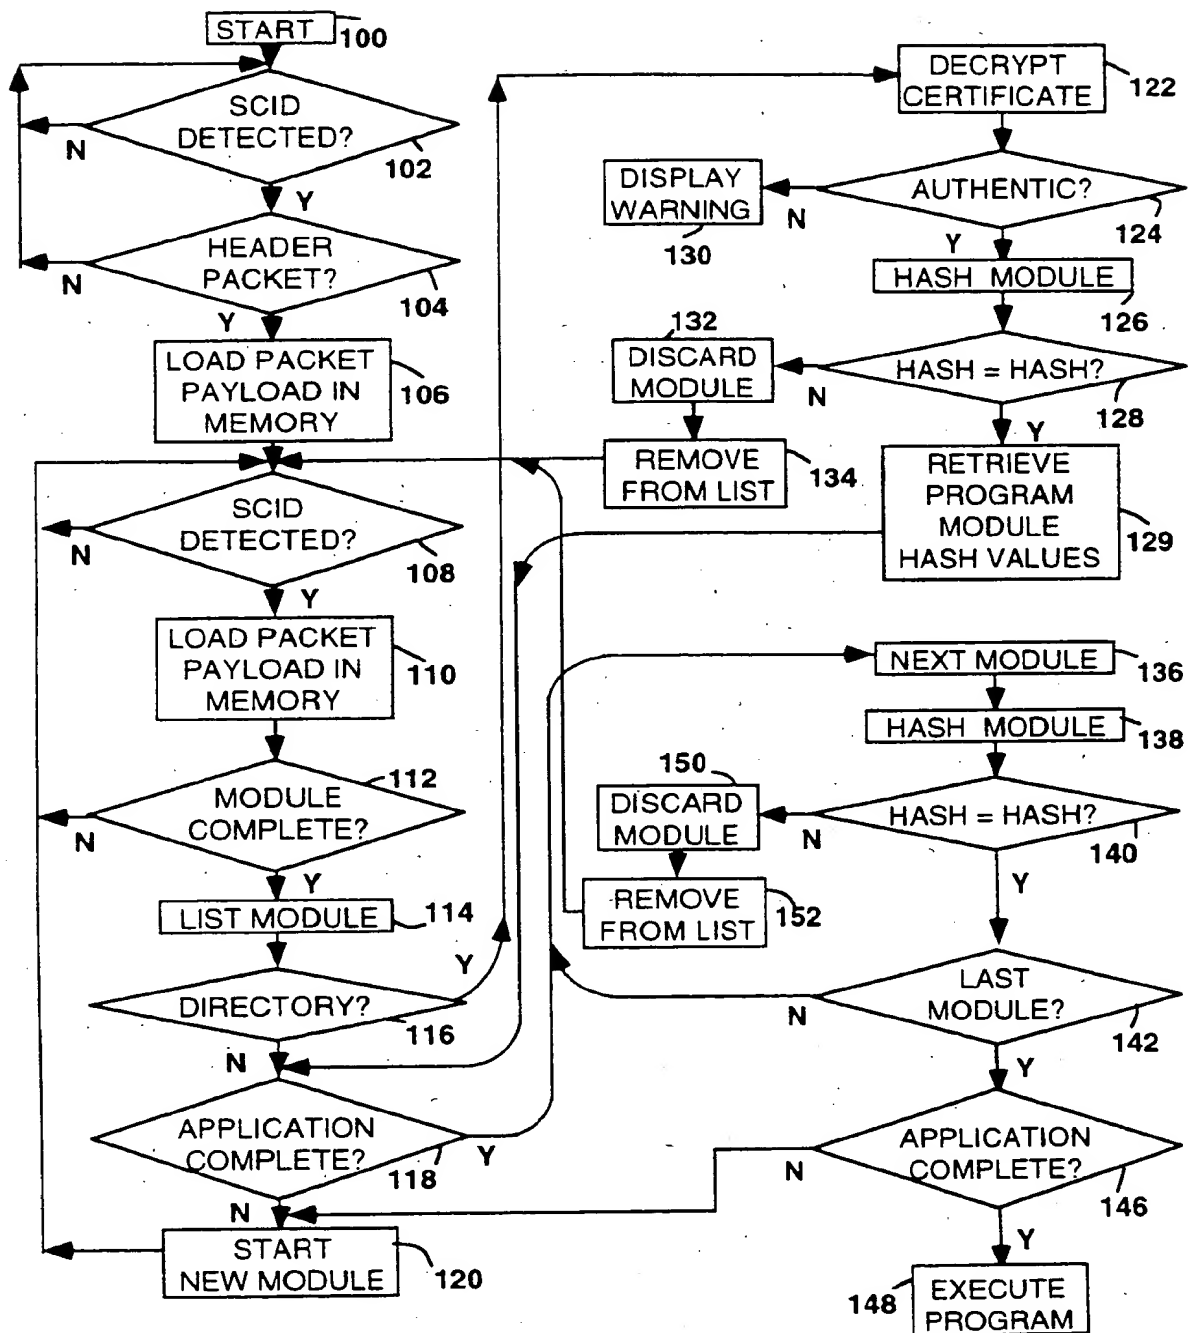 START
100
SCID
DETECTED?
102
N
Y
HEADER
PACKET?
104
N
Y
LOAD PACKET
PAYLOAD IN
MEMORY
106
SCID
DETECTED?
108
N
Y
LOAD PACKET
PAYLOAD IN
MEMORY
110
112
MODULE
COMPLETE?
N
Y
LIST MODULE
114
Y
DIRECTORY?
116
N
APPLICATION
COMPLETE?
118
Y
N
START
NEW MODULE
120
DECRYPT
CERTIFICATE
122
AUTHENTIC?
124
N
DISPLAY
WARNING
130
Y
HASH MODULE
126
HASH = HASH?
128
N
132
DISCARD
MODULE
REMOVE
FROM LIST
134
Y
RETRIEVE
PROGRAM
MODULE
HASH VALUES
129
NEXT MODULE
136
HASH MODULE
138
HASH = HASH?
140
N
150
DISCARD
MODULE
REMOVE
FROM LIST
152
Y
LAST
MODULE?
142
N
Y
APPLICATION
COMPLETE?
146
N
Y
148
EXECUTE
PROGRAM